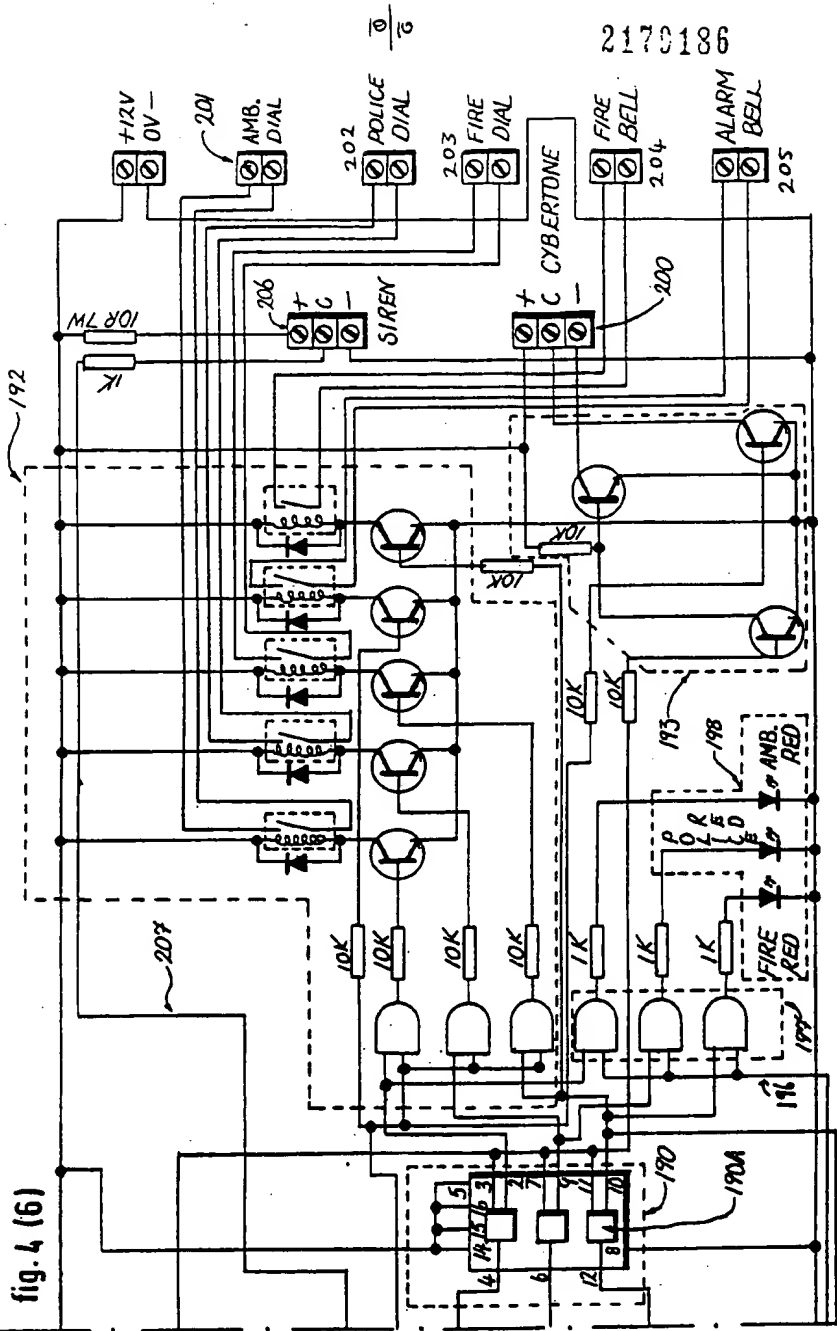 fig. 4 (6)
2179186
+12V
0V-
201
AMB.
DIAL
202
POLICE
DIAL
203
FIRE
DIAL
FIRE
BELL
204
ALARM
BELL
205
192
10R 7W
1K
206
+
C
-
SIREN
+
C
-
CYBERTONE
200
207
10K
10K
10K
10K
10K
10K
10K
10K
1K
1K
1K
193
198
AMB.
RED
POLICE
RED
FIRE
RED
199
196
190
190A
5
3
16
2
15
7
14
9
11
10
8
4
6
12